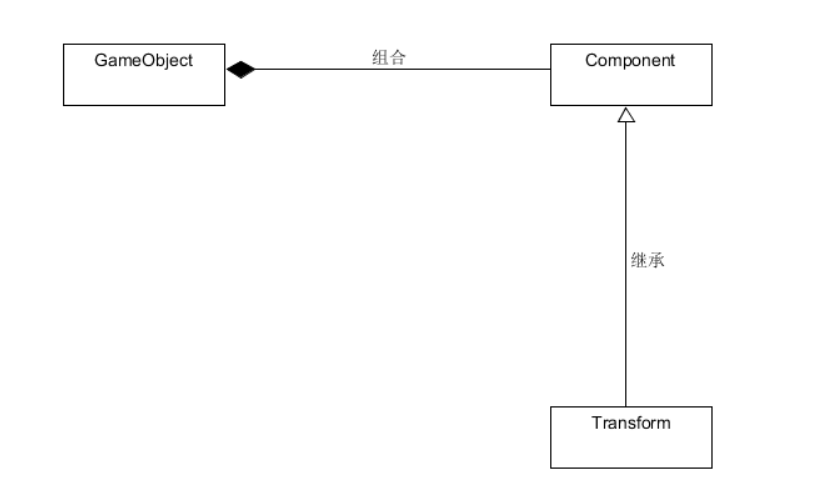 GameObject
组合
Component
继承
Transform